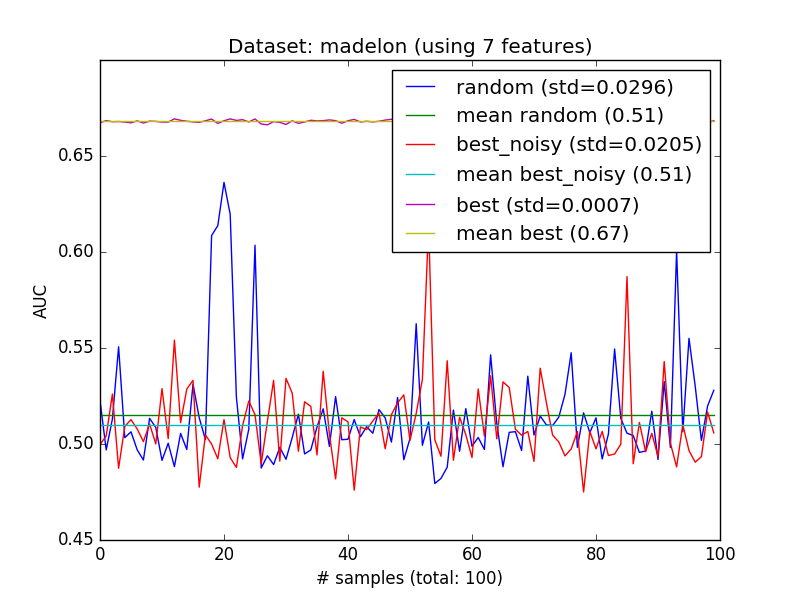 Dataset: madelon (using 7 features)
random (std=0.0296)
mean random (0.51)
best_noisy (std=0.0205)
mean best_noisy (0.51)
best (std=0.0007)
mean best (0.67)
AUC
0.65
0.60
0.55
0.50
0.45
0 20 40 60 80 100
# samples (total: 100)